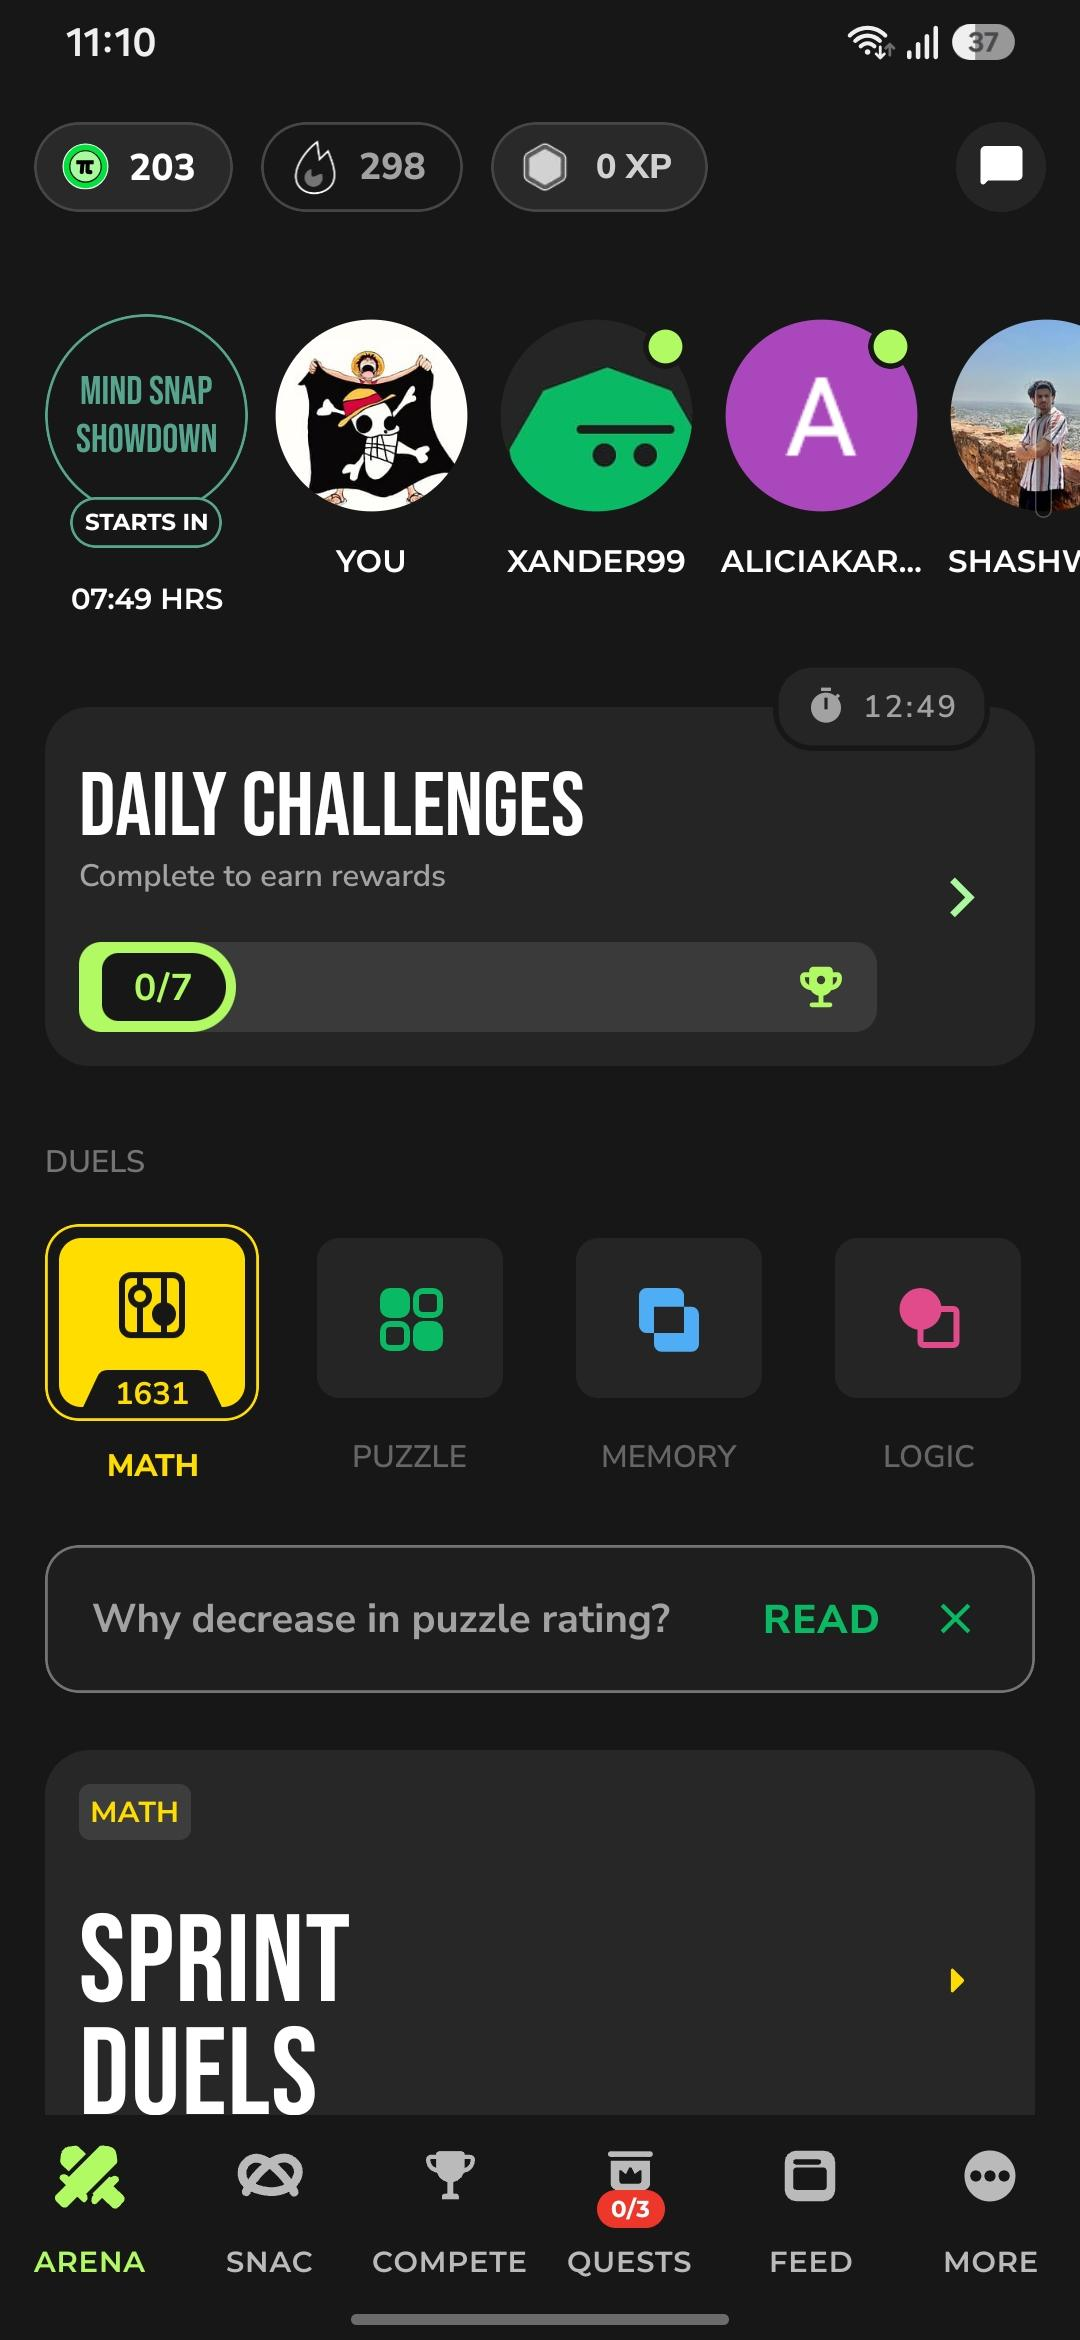 11:10
37
203
298
0 XP
MIND SNAP
SHOWDOWN
STARTS IN
07:49 HRS
YOU
XANDER99
A
ALICIAKAR...
SHASHW
12:49
DAILY CHALLENGES
Complete to earn rewards
0/7
DUELS
1631
MATH
PUZZLE
MEMORY
LOGIC
Why decrease in puzzle rating?
READ
MATH
SPRINT
DUELS
0/3
ARENA
SNAC
COMPETE
QUESTS
FEED
MORE